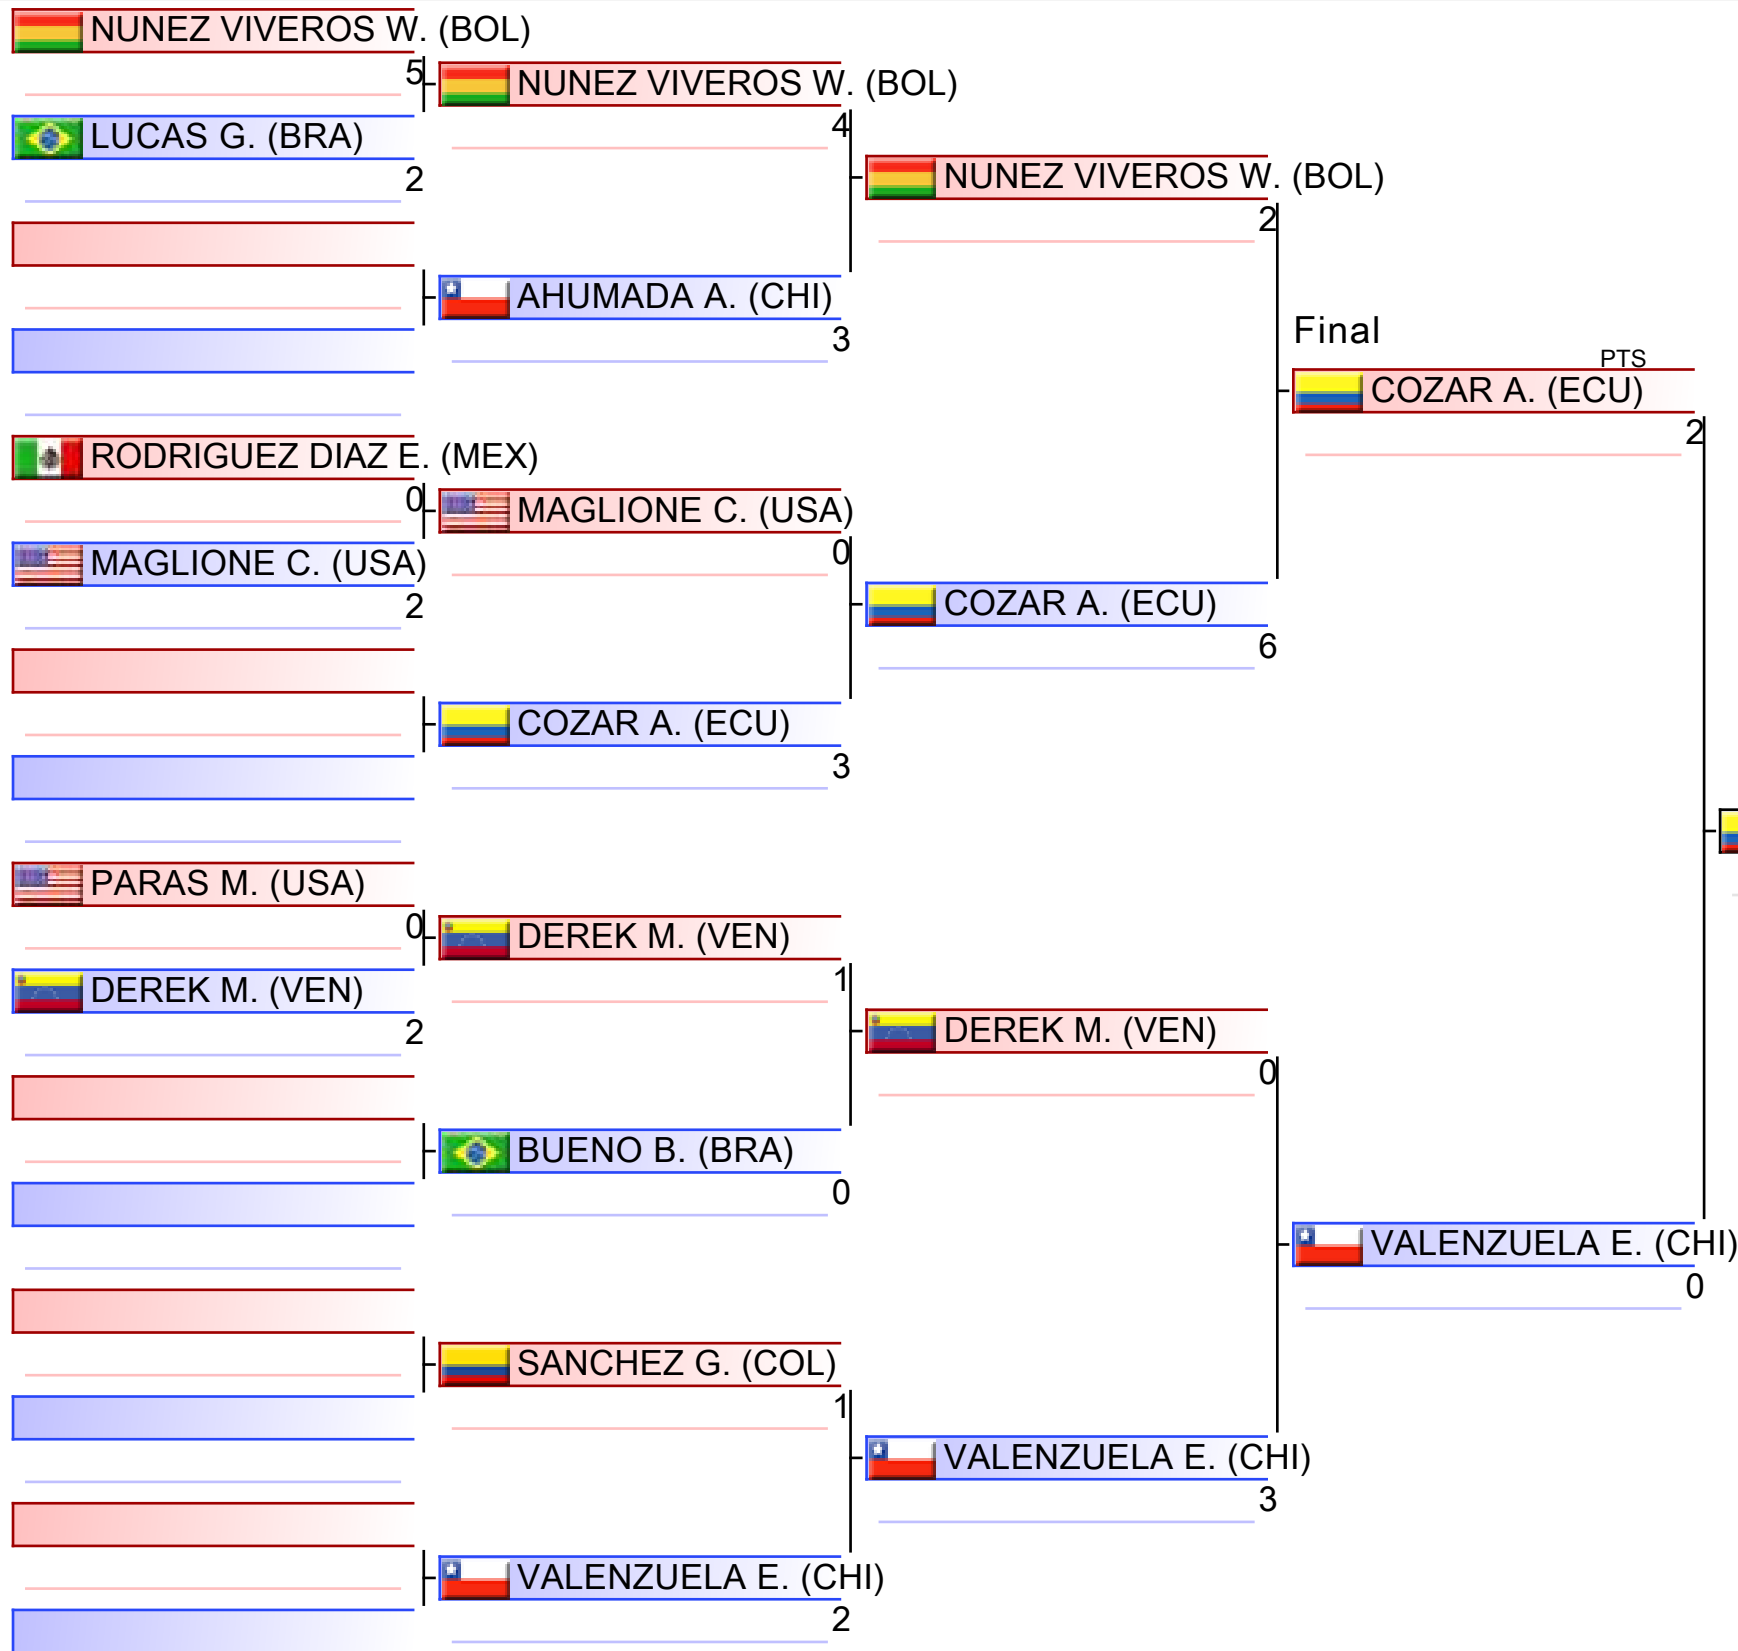 NUNEZ VIVEROS W. (BOL)
5
LUCAS G. (BRA)
2
RODRIGUEZ DIAZ E. (MEX)
0
MAGLIONE C. (USA)
2
PARAS M. (USA)
0
DEREK M. (VEN)
2
NUNEZ VIVEROS W. (BOL)
4
AHUMADA A. (CHI)
3
MAGLIONE C. (USA)
0
COZAR A. (ECU)
3
DEREK M. (VEN)
1
BUENO B. (BRA)
0
SANCHEZ G. (COL)
1
VALENZUELA E. (CHI)
2
NUNEZ VIVEROS W. (BOL)
2
COZAR A. (ECU)
6
DEREK M. (VEN)
0
VALENZUELA E. (CHI)
3
Final
PTS
COZAR A. (ECU)
2
VALENZUELA E. (CHI)
0